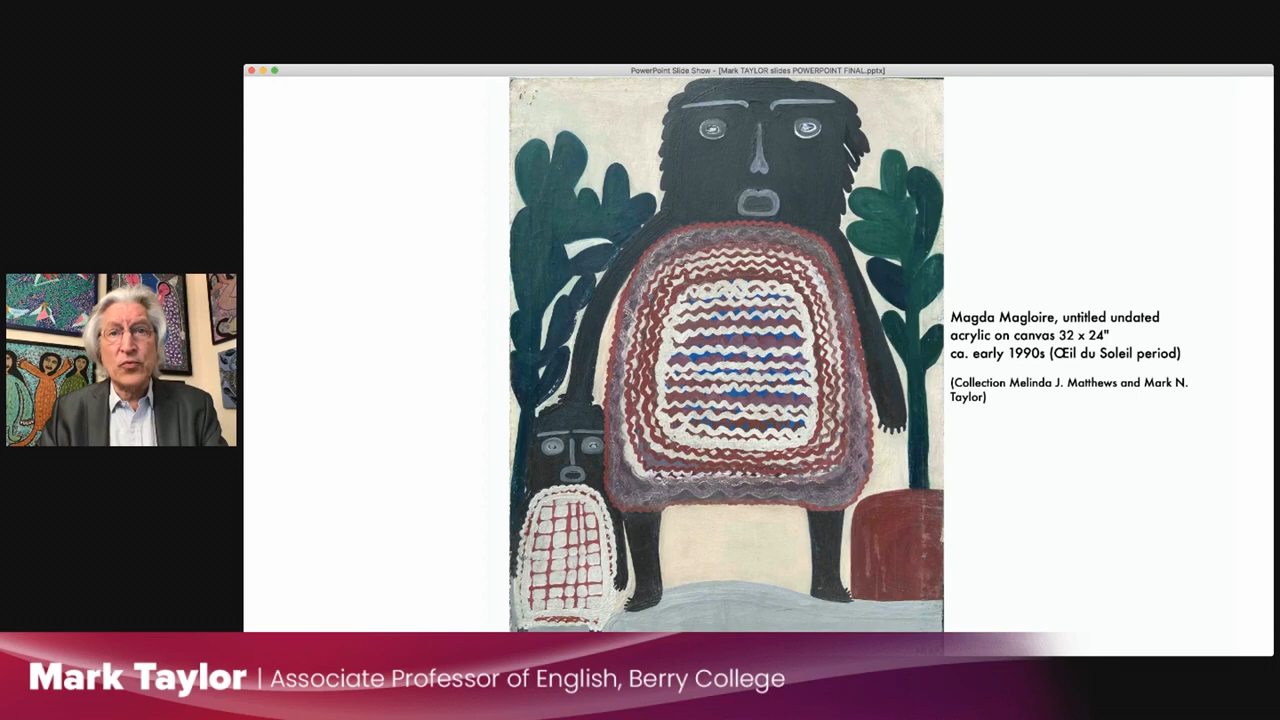 PowerPoint Slide Show - [Mark TAYLOR slides POWERPOINT FINAL.pptx]
Magda Magloire, untitled undated
acrylic on canvas 32 x 24"
ca. early 1990s (Œil du Soleil period)
(Collection Melinda J. Matthews and Mark N.
Taylor)
Mark Taylor | Associate Professor of English, Berry College